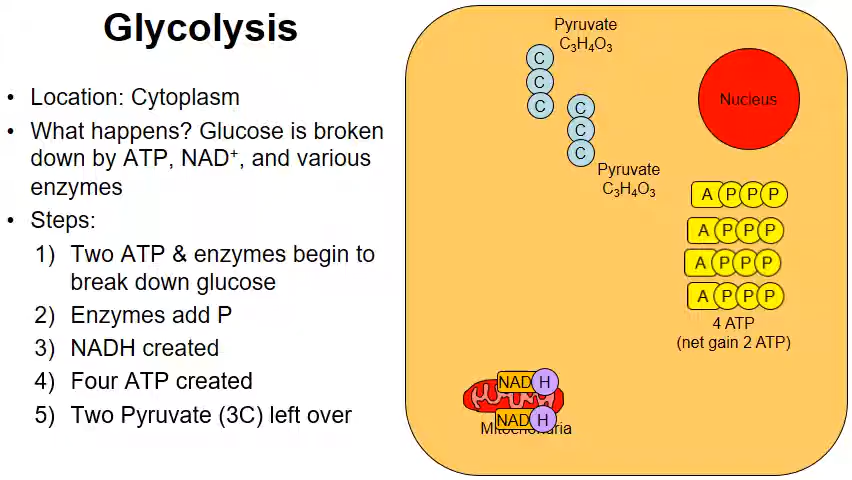 Glycolysis
• Location: Cytoplasm
• What happens? Glucose is broken
down by ATP, NAD⁺, and various
enzymes
• Steps:
1) Two ATP & enzymes begin to
break down glucose
2) Enzymes add P
3) NADH created
4) Four ATP created
5) Two Pyruvate (3C) left over
Pyruvate
C₃H₄O₃
C
C
C
C
C
C
Pyruvate
C₃H₄O₃
Nucleus
A P P P
A P P P
A P P P
A P P P
4 ATP
(net gain 2 ATP)
NAD H
NAD H
Mitochondria